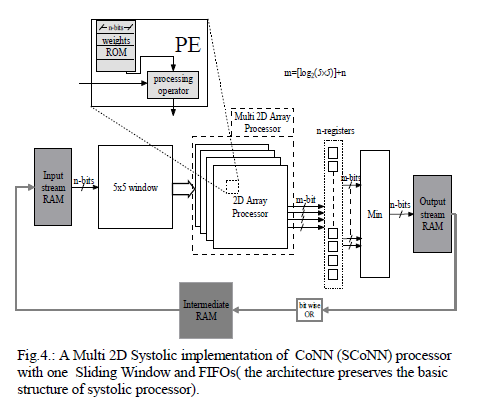 n-bits
weights
ROM
PE
processing
operator
m=[log₂(5x5)]+n
Multi 2D Array
Processor
n-registers
Input
stream
RAM
n-bits
5x5 window
2D Array
Processor
m-bit
m-bits
Min
n-bits
Output
stream
RAM
Intermediate
RAM
bit wise
OR
Fig.4.: A Multi 2D Systolic implementation of CoNN (SCoNN) processor
with one Sliding Window and FIFOs( the architecture preserves the basic
structure of systolic processor).